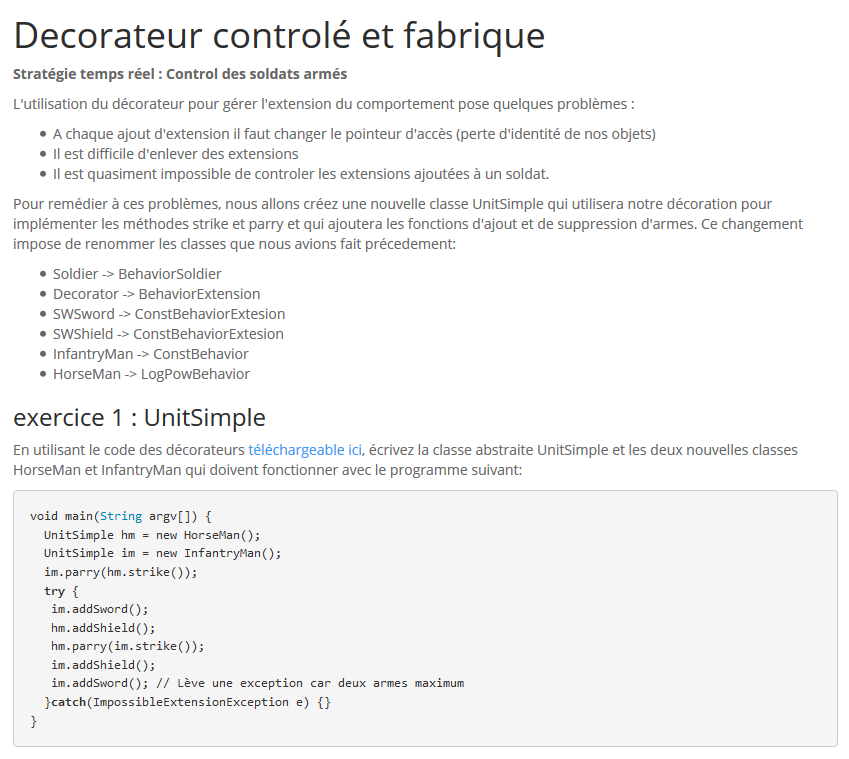 Decorateur controlé et fabrique
Stratégie temps réel : Control des soldats armés
L'utilisation du décorateur pour gérer l'extension du comportement pose quelques problèmes :
A chaque ajout d'extension il faut changer le pointeur d'accès (perte d'identité de nos objets)
Il est difficile d'enlever des extensions
Il est quasiment impossible de controler les extensions ajoutées à un soldat.
Pour remédier à ces problèmes, nous allons créez une nouvelle classe UnitSimple qui utilisera notre décoration pour
implémenter les méthodes strike et parry et qui ajoutera les fonctions d'ajout et de suppression d'armes. Ce changement
impose de renommer les classes que nous avions fait précedement:
Soldier -> BehaviorSoldier
Decorator -> BehaviorExtension
SWSword -> ConstBehaviorExtesion
SWShield -> ConstBehaviorExtesion
InfantryMan -> ConstBehavior
HorseMan -> LogPowBehavior
exercice 1 : UnitSimple
En utilisant le code des décorateurs téléchargeable ici, écrivez la classe abstraite UnitSimple et les deux nouvelles classes
HorseMan et InfantryMan qui doivent fonctionner avec le programme suivant:
void main(String argv[]) {
UnitSimple hm = new HorseMan();
UnitSimple im = new InfantryMan();
im.parry(hm.strike());
try {
im.addSword();
hm.addShield();
hm.parry(im.strike());
im.addShield();
im.addSword(); // Lève une exception car deux armes maximum
}catch(ImpossibleExtensionException e) {}
}